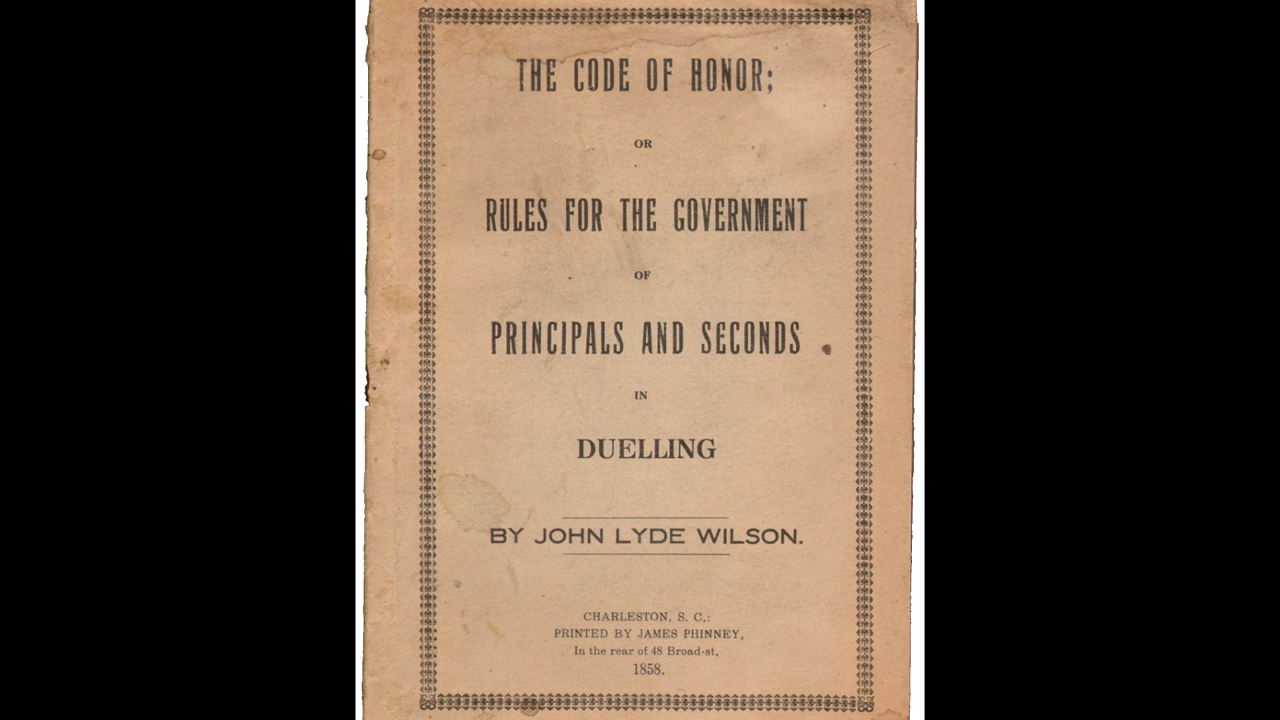 THE CODE OF HONOR;
OR
RULES FOR THE GOVERNMENT
OF
PRINCIPALS AND SECONDS
IN
DUELLING
BY JOHN LYDE WILSON.
CHARLESTON, S. C.:
PRINTED BY JAMES PHINNEY,
In the rear of 48 Broad-st,
1858.